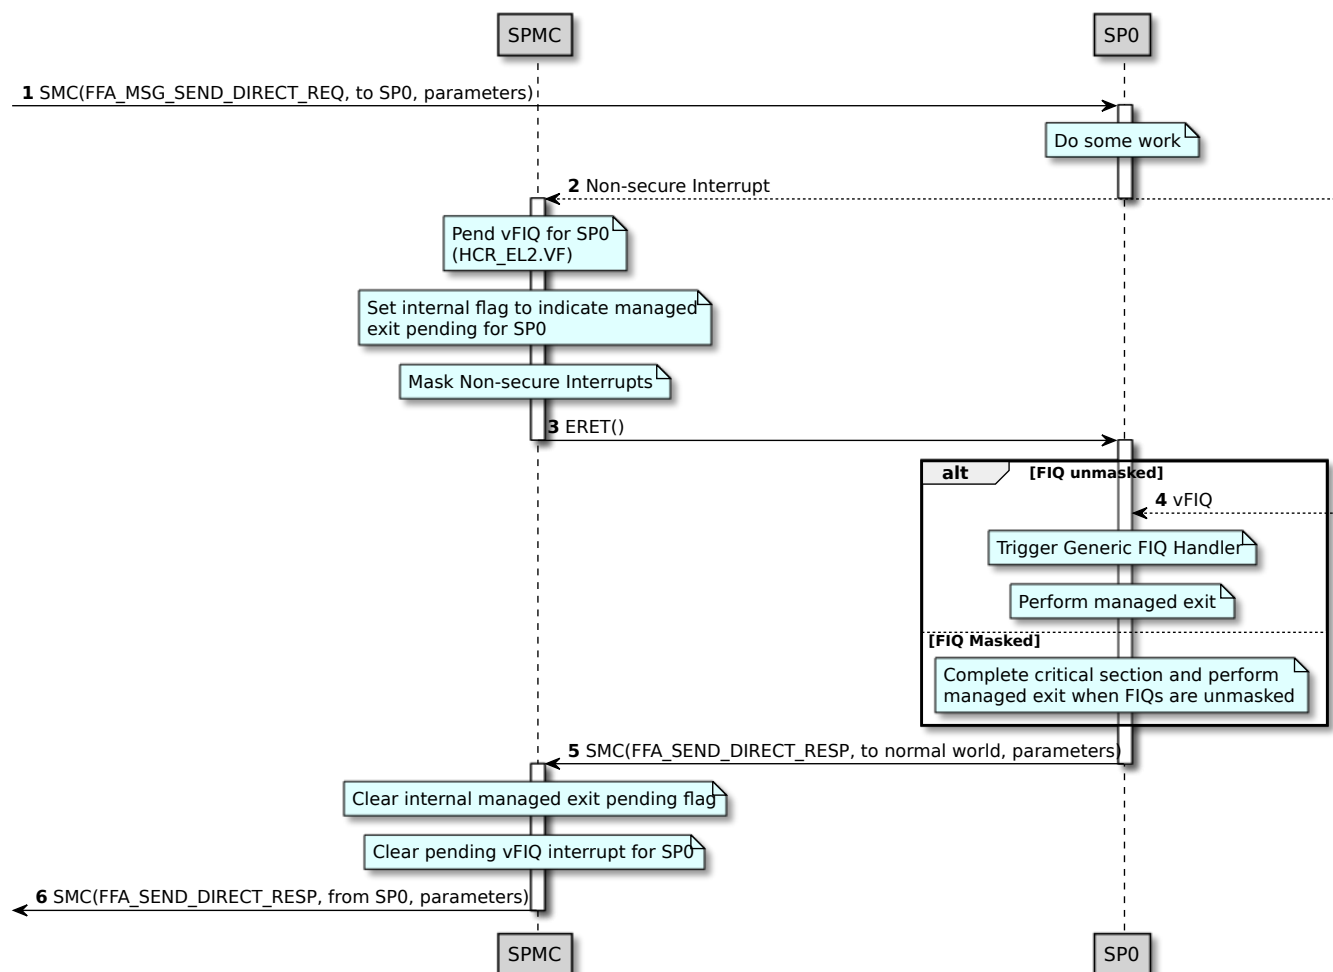 SPMC
SP0
1 SMC(FFA_MSG_SEND_DIRECT_REQ, to SP0, parameters)
Do some work
2 Non-secure Interrupt
Pend vFIQ for SP0
(HCR_EL2.VF)
Set internal flag to indicate managed
exit pending for SP0
Mask Non-secure Interrupts
3 ERET()
alt
[FIQ unmasked]
4 vFIQ
Trigger Generic FIQ Handler
Perform managed exit
[FIQ Masked]
Complete critical section and perform
managed exit when FIQs are unmasked
5 SMC(FFA_SEND_DIRECT_RESP, to normal world, parameters)
Clear internal managed exit pending flag
Clear pending vFIQ interrupt for SP0
6 SMC(FFA_SEND_DIRECT_RESP, from SP0, parameters)
SPMC
SP0